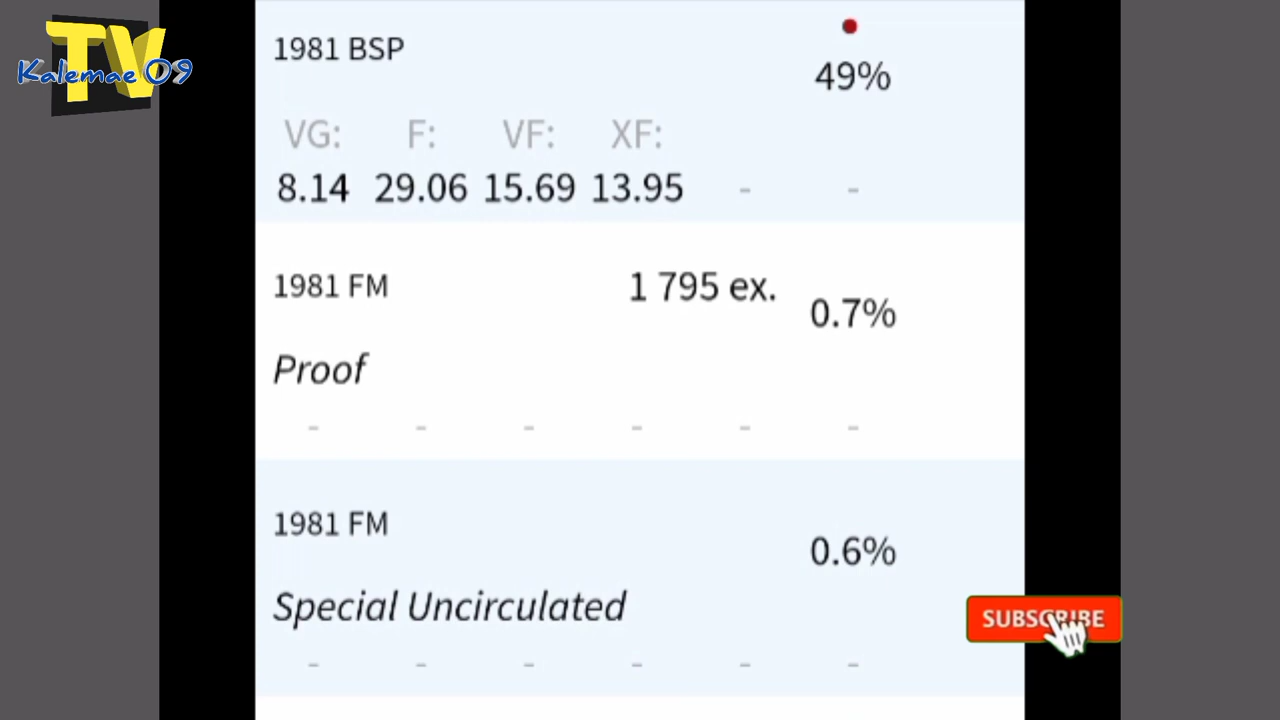 TV
Kalemae 09
1981 BSP
49%
VG: F: VF: XF:
8.14 29.06 15.69 13.95 - -
1981 FM
1 795 ex.
0.7%
Proof
- - - - - -
1981 FM
0.6%
Special Uncirculated
- - - - - -
SUBSCRIBE